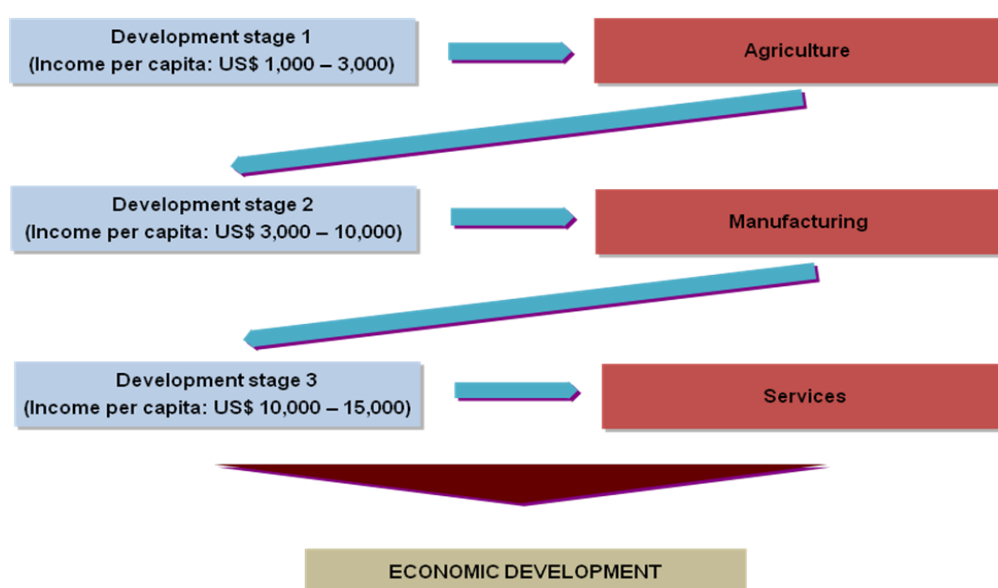 Development stage 1
(Income per capita: US$ 1,000 – 3,000)
Agriculture
Development stage 2
(Income per capita: US$ 3,000 – 10,000)
Manufacturing
Development stage 3
(Income per capita: US$ 10,000 – 15,000)
Services
ECONOMIC DEVELOPMENT